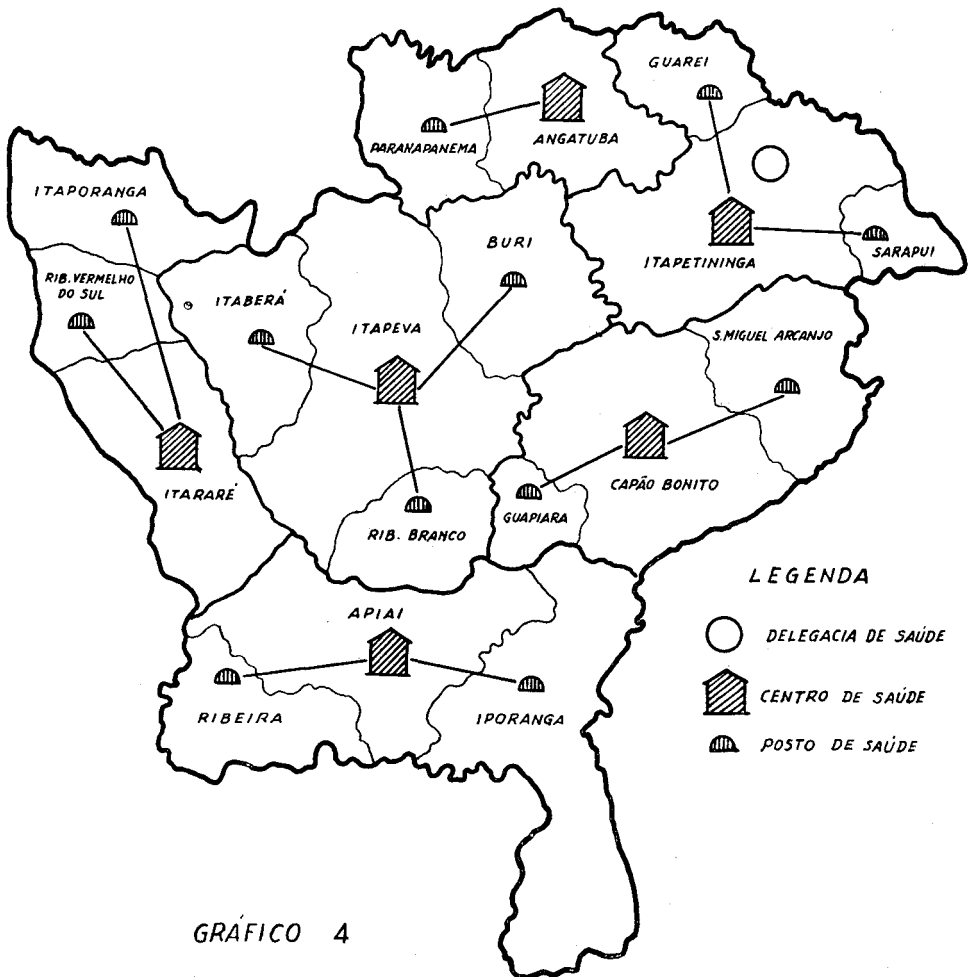 GUAREI
PARANAPANEMA
ANGATUBA
ITAPORANGA
BURI
ITAPETININGA
SARAPUI
RIB. VERMELHO
DO SUL
ITABERÁ
ITAPEVA
S. MIGUEL ARCANJO
ITARARÉ
CAPÃO BONITO
GUAPIARA
RIB. BRANCO
APIAI
RIBEIRA
IPORANGA
LEGENDA
DELEGACIA DE SAÚDE
CENTRO DE SAÚDE
POSTO DE SAÚDE
GRÁFICO 4